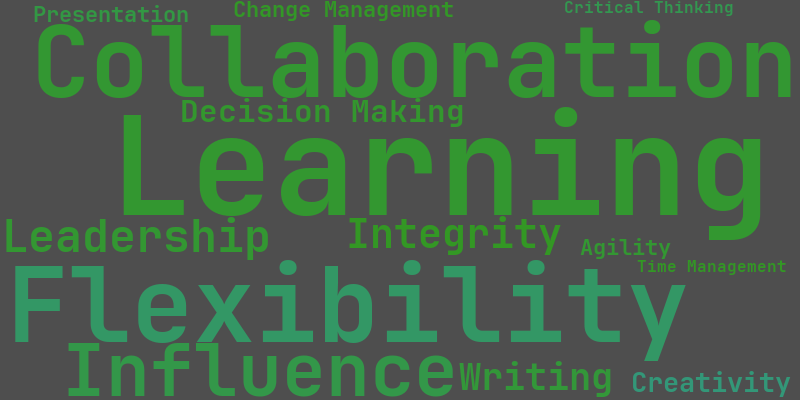 Presentation
Change Management
Critical Thinking
Collaboration
Decision Making
Learning
Leadership
Integrity
Agility
Time Management
Flexibility
Influence
Writing
Creativity